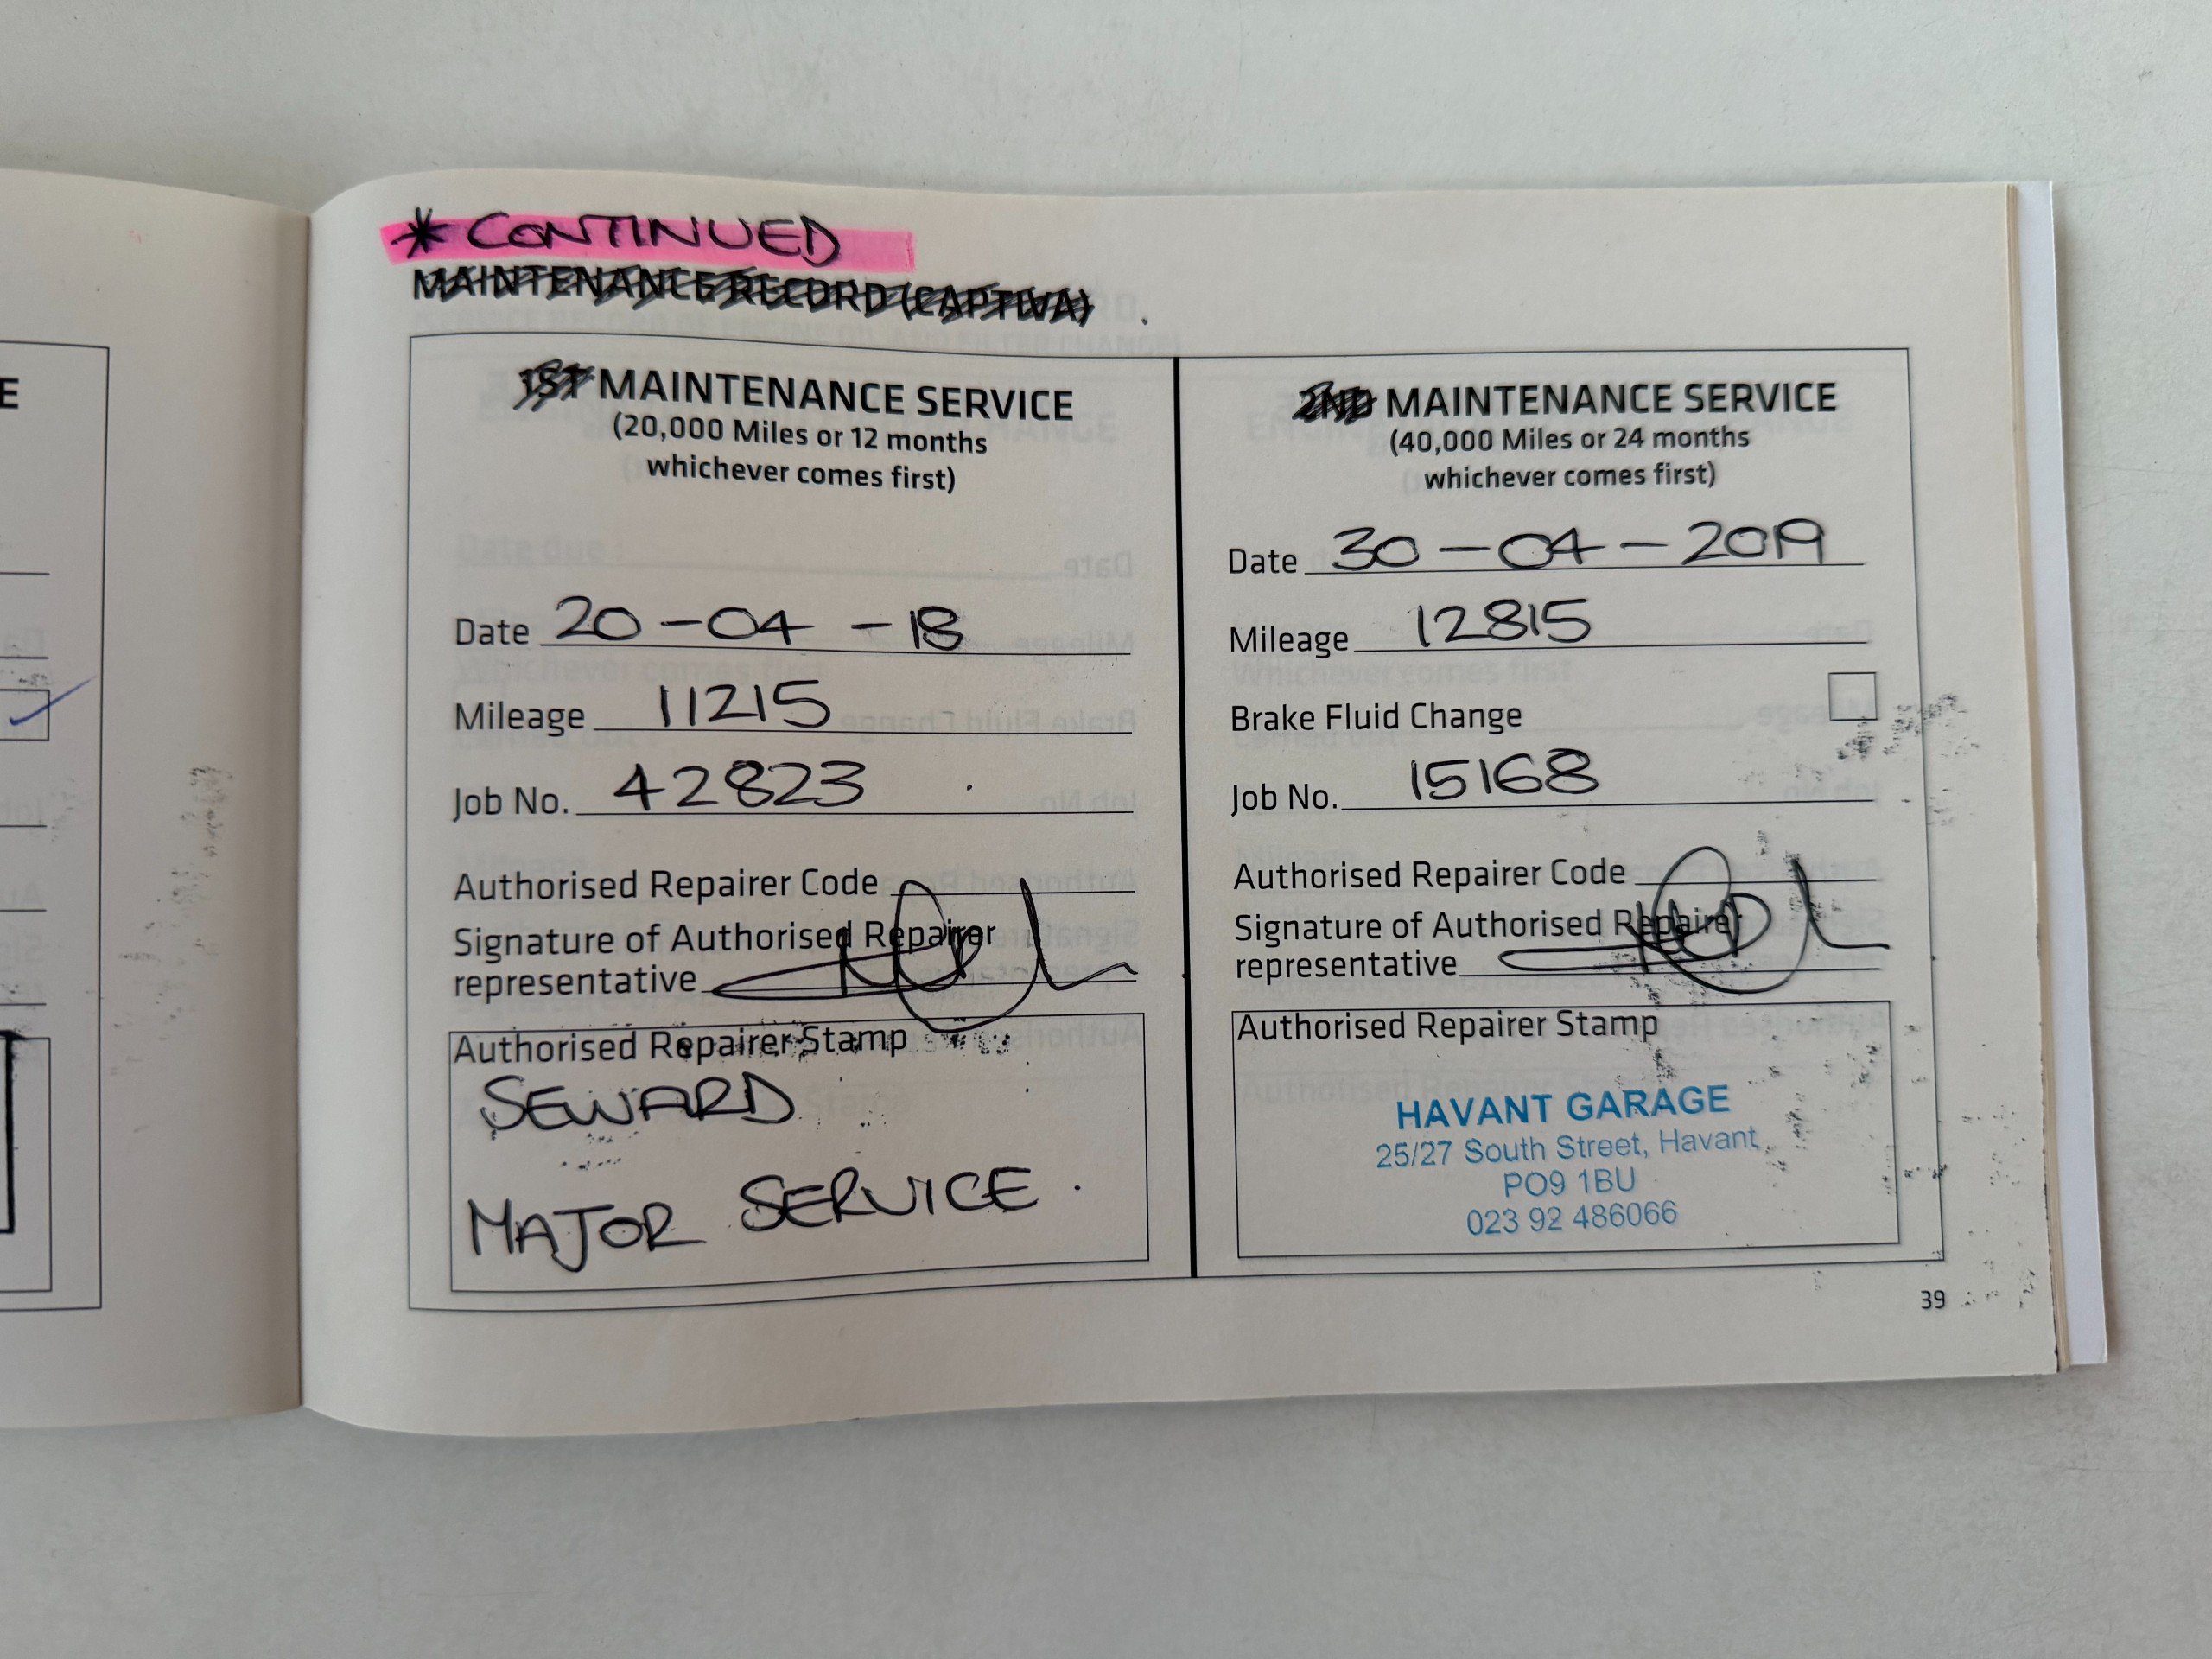 * CONTINUED
MAINTENANCE RECORD (CAPTIVA)
1ST MAINTENANCE SERVICE
(20,000 Miles or 12 months
whichever comes first)
Date 20-04-18
Mileage 11215
Job No. 42823
Authorised Repairer Code
Signature of Authorised Repairer
representative
Authorised Repairer Stamp
SEWARD
MAJOR SERVICE.
2ND MAINTENANCE SERVICE
(40,000 Miles or 24 months
whichever comes first)
Date 30-04-2019
Mileage 12815
Brake Fluid Change
Job No. 15168
Authorised Repairer Code
Signature of Authorised Repairer
representative
Authorised Repairer Stamp
HAVANT GARAGE
25/27 South Street, Havant
PO9 1BU
023 92 486066
39